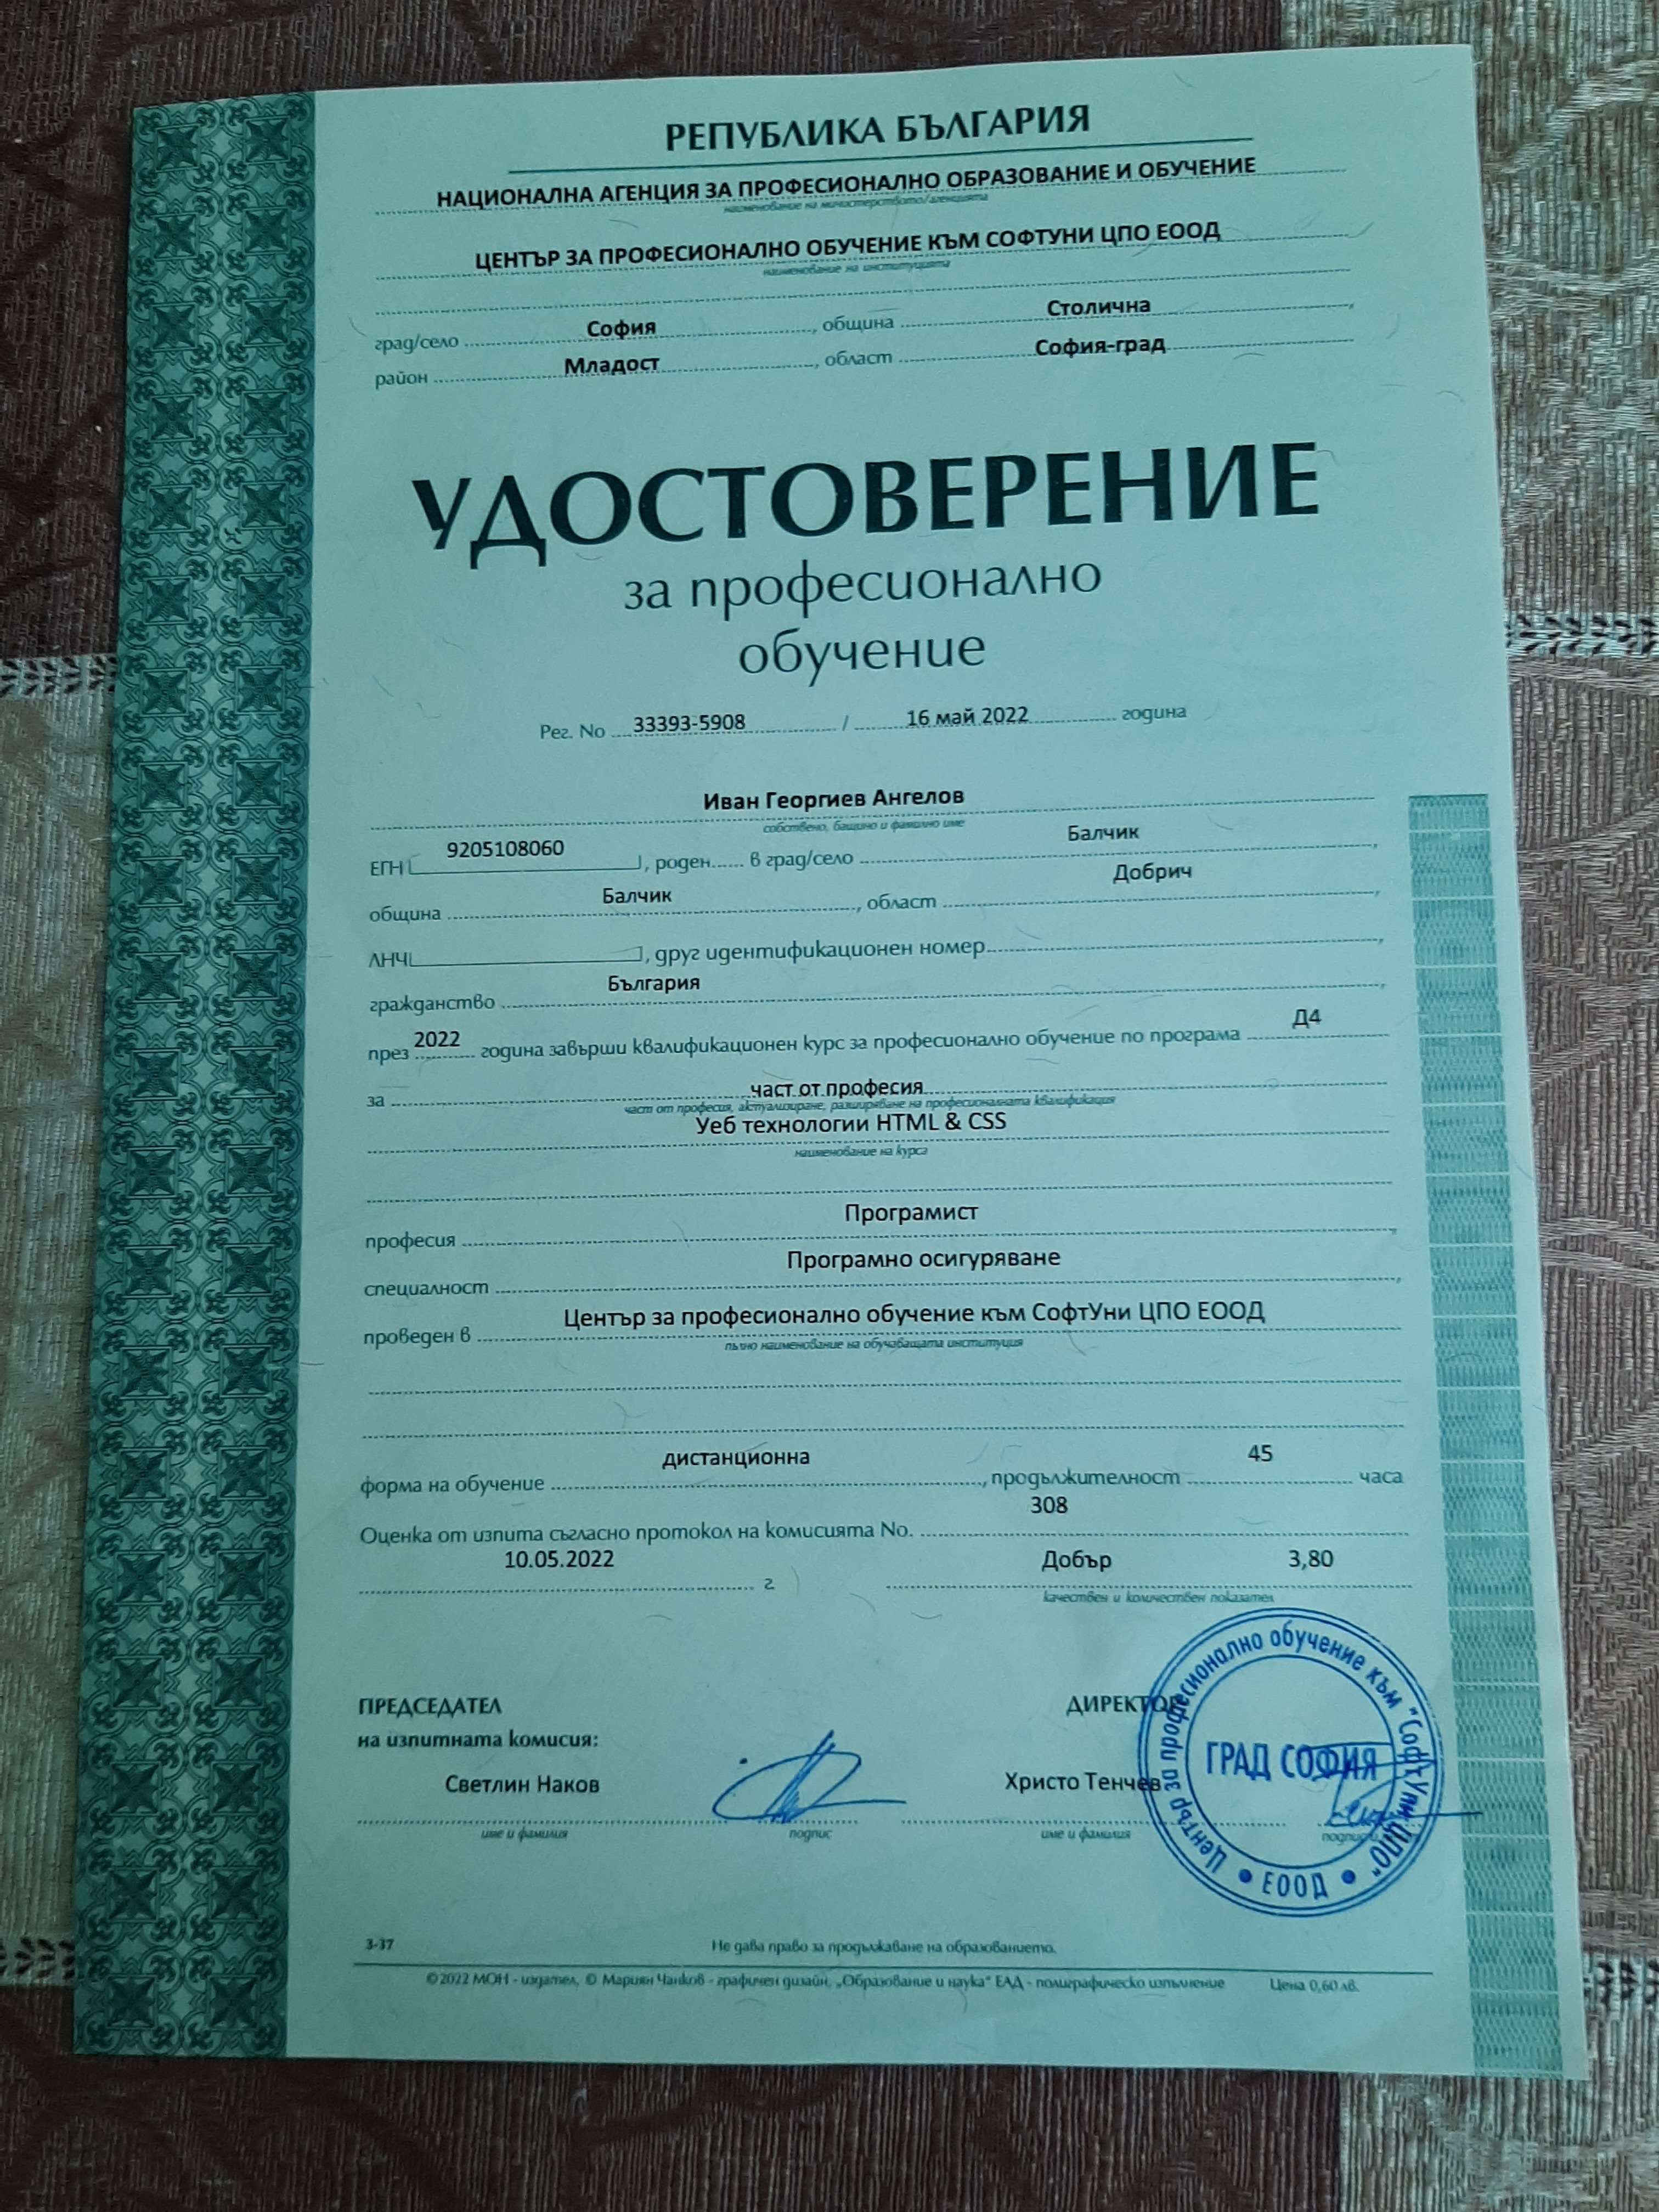 РЕПУБЛИКА БЪЛГАРИЯ
НАЦИОНАЛНА АГЕНЦИЯ ЗА ПРОФЕСИОНАЛНО ОБРАЗОВАНИЕ И ОБУЧЕНИЕ
наименование на министерството/агенцията
ЦЕНТЪР ЗА ПРОФЕСИОНАЛНО ОБУЧЕНИЕ КЪМ СОФТУНИ ЦПО ЕООД
наименование на институцията
град/село София, община Столична,
район Младост, област София-град
УДОСТОВЕРЕНИЕ
за професионално
обучение
Рег. No 33393-5908 / 16 май 2022 година
Иван Георгиев Ангелов
собствено, бащино и фамилно име
ЕГН 9205108060, роден...... в град/село Балчик,
община Балчик, област Добрич,
ЛНЧ, друг идентификационен номер,
гражданство България,
през 2022 година завърши квалификационен курс за професионално обучение по програма Д4
за част от професия
част от професия, актуализиране, разширяване на професионалната квалификация
Уеб технологии HTML & CSS
наименование на курса
професия Програмист,
специалност Програмно осигуряване,
проведен в Център за професионално обучение към СофтУни ЦПО ЕООД
пълно наименование на обучаващата институция
форма на обучение дистанционна, продължителност 45 часа
Оценка от изпита съгласно протокол на комисията No. 308
10.05.2022 г. Добър 3,80
качествен и количествен показател
ПРЕДСЕДАТЕЛ
на изпитната комисия:
Светлин Наков
име и фамилия подпис
ДИРЕКТОР
Христо Тенчев
име и фамилия подпис и
Център за професионално обучение към "СофтУни ЦПО"
ГРАД СОФИЯ
• ЕООД •
3-37 Не дава право за продължаване на образованието.
©2022 МОН - издател, © Мариян Чанков - графичен дизайн, „Образование и наука“ ЕАД - полиграфическо изпълнение Цена 0,60 лв.